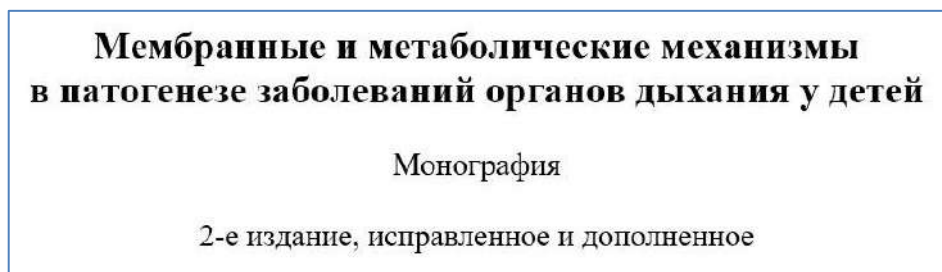 Мембранные и метаболические механизмы
в патогенезе заболеваний органов дыхания у детей
Монография
2-е издание, исправленное и дополненное